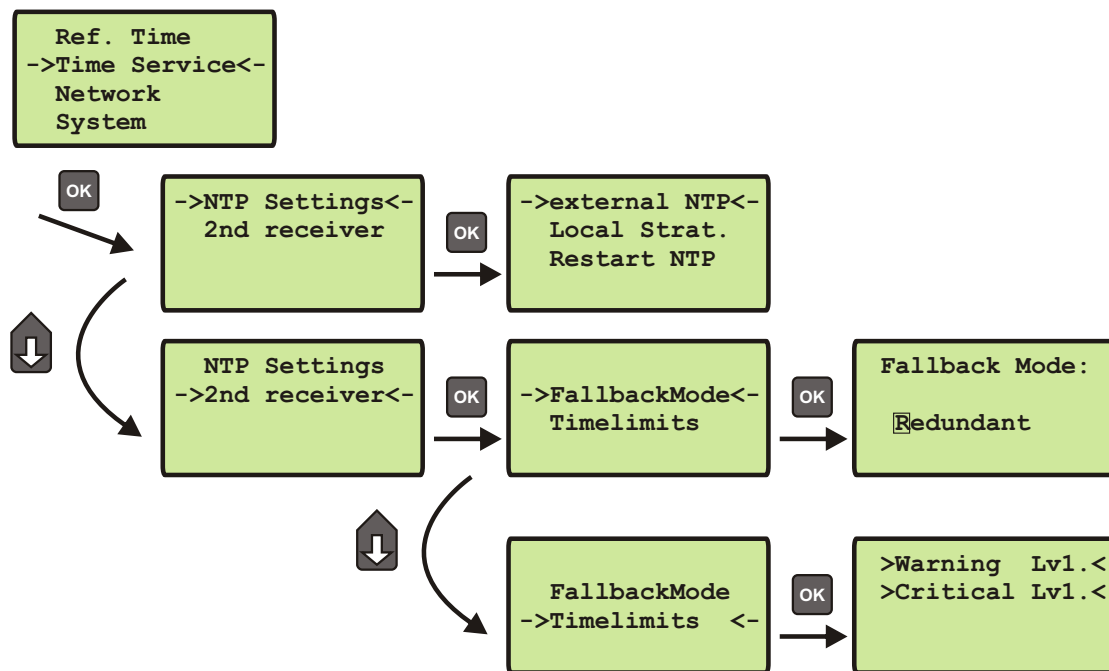 Ref. Time
->Time Service<-
Network
System
OK
->NTP Settings<-
2nd receiver
OK
->external NTP<-
Local Strat.
Restart NTP
NTP Settings
->2nd receiver<-
OK
->FallbackMode<-
Timelimits
OK
Fallback Mode:
Redundant
FallbackMode
->Timelimits <-
OK
>Warning Lv1.<
>Critical Lv1.<